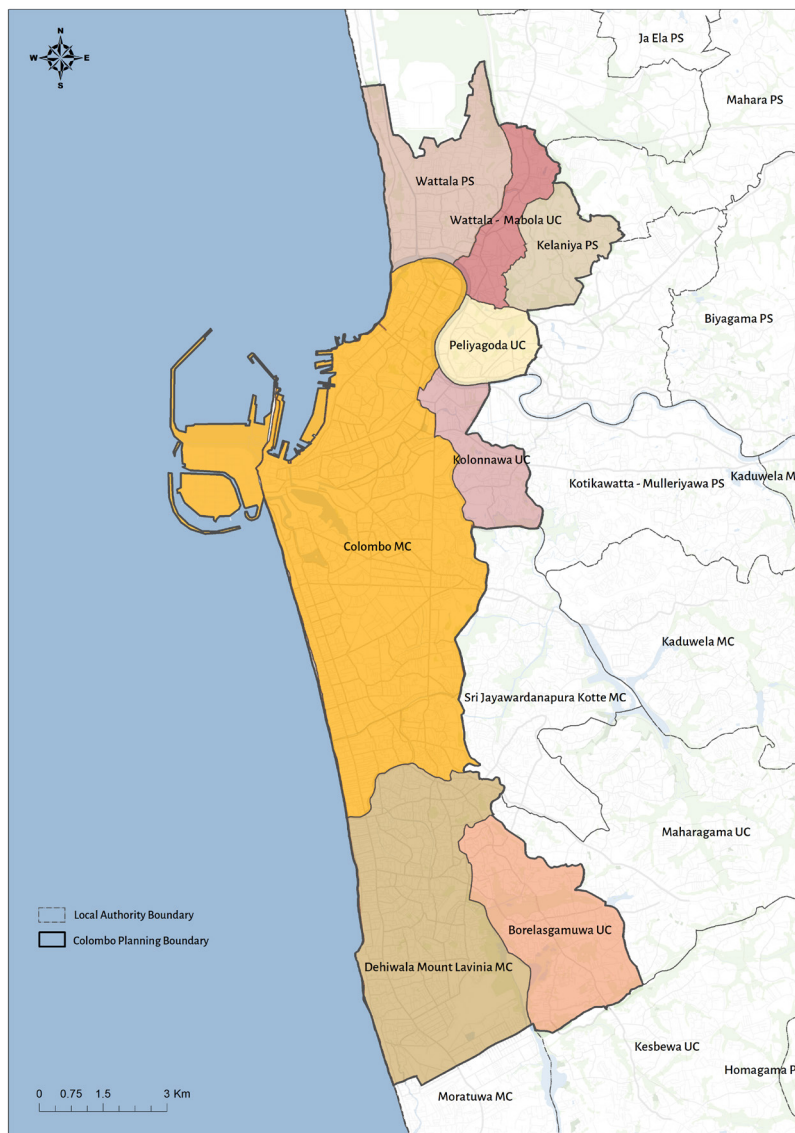 N
W E
S
Ja Ela PS
Mahara PS
Wattala PS
Wattala - Mabola UC
Kelaniya PS
Biyagama PS
Peliyagoda UC
Kolonnawa UC
Kotikawatta - Mulleriyawa PS
Kaduwela M
Colombo MC
Kaduwela MC
Sri Jayawardanapura Kotte MC
Maharagama UC
Local Authority Boundary
Colombo Planning Boundary
Borelasgamuwa UC
Dehiwala Mount Lavinia MC
Kesbewa UC
Homagama P
Moratuwa MC
0 0.75 1.5 3 Km